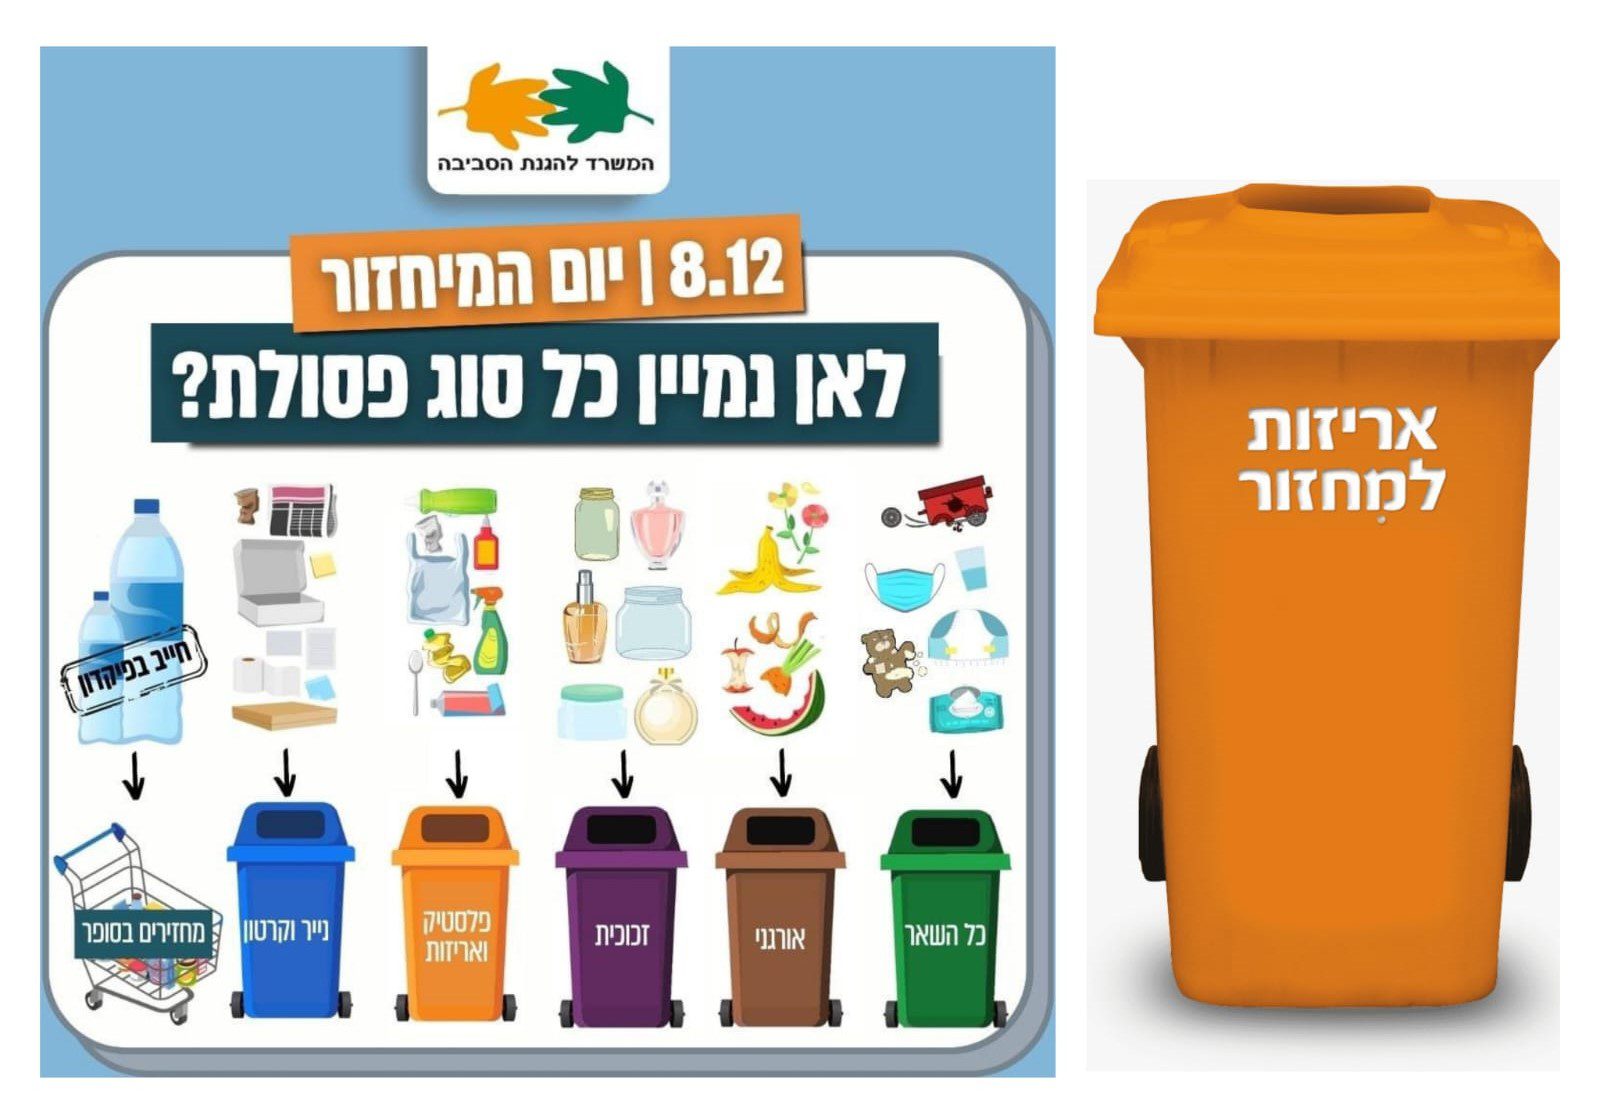 המשרד להגנת הסביבה
8.12 | יום המיחזור
לאן נמיין כל סוג פסולת?
חייב בפיקדון
מחזירים בסופר
נייר וקרטון
פלסטיק
ואריזות
זכוכית
אורגני
כל השאר
אריזות
למִחזור